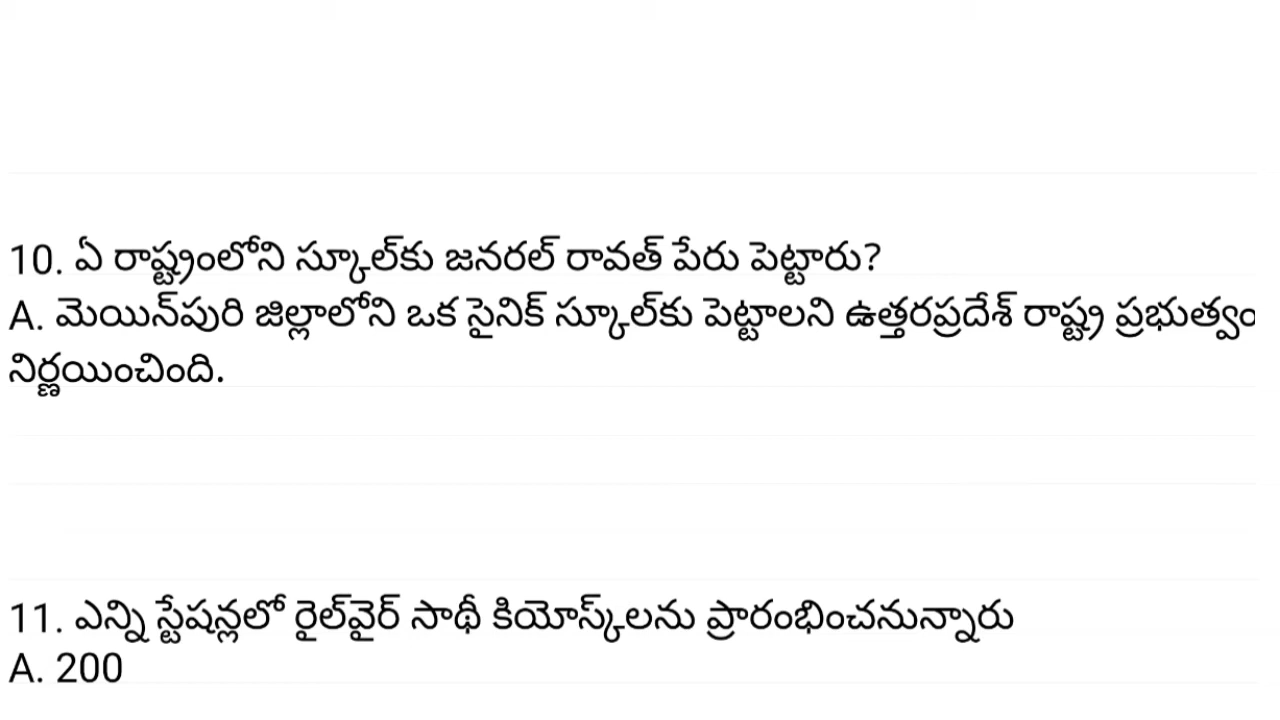 10. ఏ రాష్ట్రంలోని స్కూల్‌కు జనరల్ రావత్ పేరు పెట్టారు?
A. మెయిన్‌పురి జిల్లాలోని ఒక సైనిక్ స్కూల్‌కు పెట్టాలని ఉత్తరప్రదేశ్ రాష్ట్ర ప్రభుత్వం
నిర్ణయించింది.
11. ఎన్ని స్టేషన్లలో రైల్‌వైర్ సాథీ కియోస్క్‌లను ప్రారంభించనున్నారు
A. 200